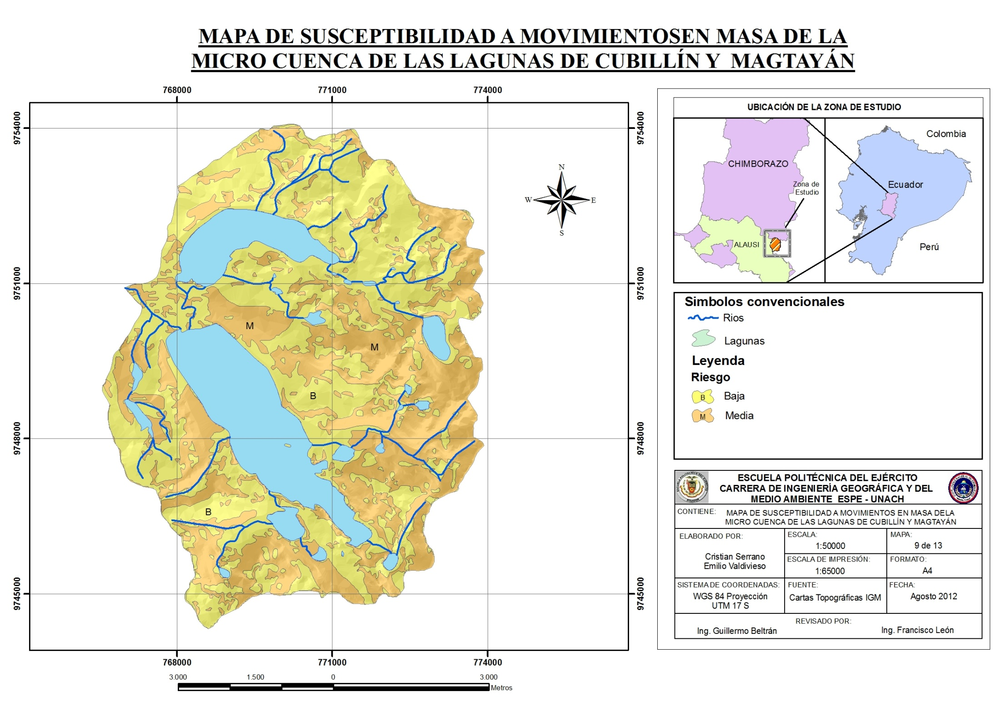 MAPA DE SUSCEPTIBILIDAD A MOVIMIENTOSEN MASA DE LA
MICRO CUENCA DE LAS LAGUNAS DE CUBILLÍN Y MAGTAYÁN
768000
771000
774000
9754000
9754000
9751000
9751000
9748000
9748000
9745000
9745000
N
W
E
S
M
M
B
B
768000
771000
774000
3.000
1.500
0
3.000
Metros
UBICACIÓN DE LA ZONA DE ESTUDIO
CHIMBORAZO
Zona de
Estudio
ALAUSI
Colombia
Ecuador
Perú
Simbolos convencionales
Rios
Lagunas
Leyenda
Riesgo
B
Baja
M
Media
ESCUELA POLITÉCNICA DEL EJÉRCITO
CARRERA DE INGENIERÍA GEOGRÁFICA Y DEL
MEDIO AMBIENTE ESPE - UNACH
CONTIENE:
MAPA DE SUSCEPTIBILIDAD A MOVIMIENTOS EN MASA DELA
MICRO CUENCA DE LAS LAGUNAS DE CUBILLÍN Y MAGTAYÁN
ELABORADO POR:
Cristian Serrano
Emilio Valdivieso
ESCALA:
1:50000
MAPA:
9 de 13
ESCALA DE IMPRESIÓN:
1:65000
FORMATO:
A4
SISTEMA DE COORDENADAS:
WGS 84 Proyección
UTM 17 S
FUENTE:
Cartas Topográficas IGM
FECHA:
Agosto 2012
REVISADO POR:
Ing. Guillermo Beltrán
Ing. Francisco León